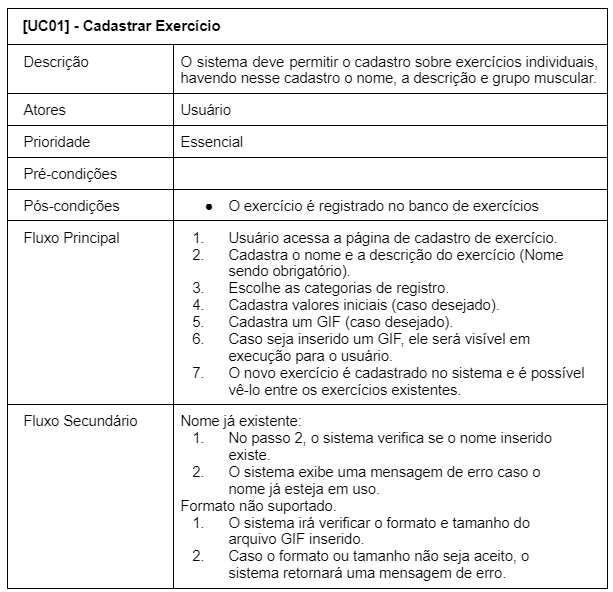 [UC01] - Cadastrar Exercício
Descrição
O sistema deve permitir o cadastro sobre exercícios individuais,
havendo nesse cadastro o nome, a descrição e grupo muscular.
Atores
Usuário
Prioridade
Essencial
Pré-condições
Pós-condições
● O exercício é registrado no banco de exercícios
Fluxo Principal
1. Usuário acessa a página de cadastro de exercício.
2. Cadastra o nome e a descrição do exercício (Nome
sendo obrigatório).
3. Escolhe as categorias de registro.
4. Cadastra valores iniciais (caso desejado).
5. Cadastra um GIF (caso desejado).
6. Caso seja inserido um GIF, ele será visível em
execução para o usuário.
7. O novo exercício é cadastrado no sistema e é possível
vê-lo entre os exercícios existentes.
Fluxo Secundário
Nome já existente:
1. No passo 2, o sistema verifica se o nome inserido
existe.
2. O sistema exibe uma mensagem de erro caso o
nome já esteja em uso.
Formato não suportado.
1. O sistema irá verificar o formato e tamanho do
arquivo GIF inserido.
2. Caso o formato ou tamanho não seja aceito, o
sistema retornará uma mensagem de erro.